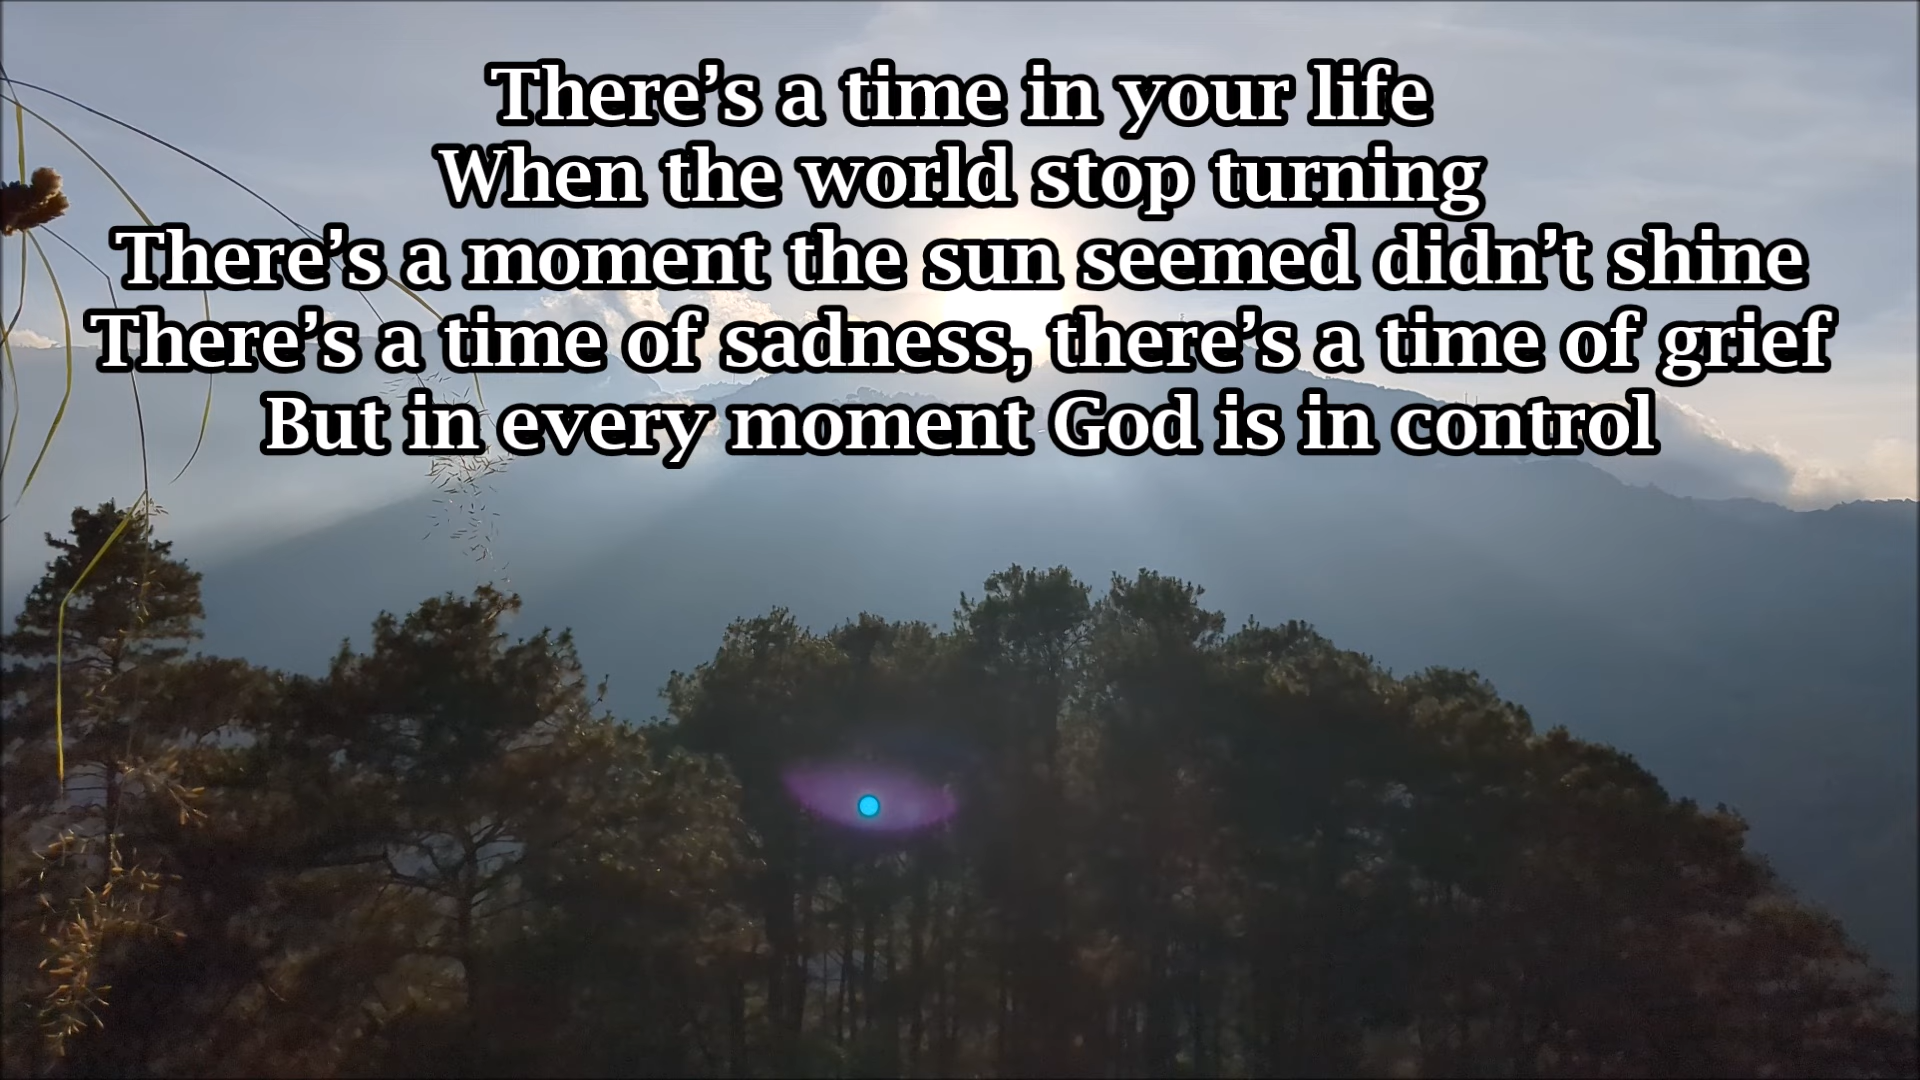 There’s a time in your life
When the world stop turning
There’s a moment the sun seemed didn’t shine
There’s a time of sadness, there’s a time of grief
But in every moment God is in control